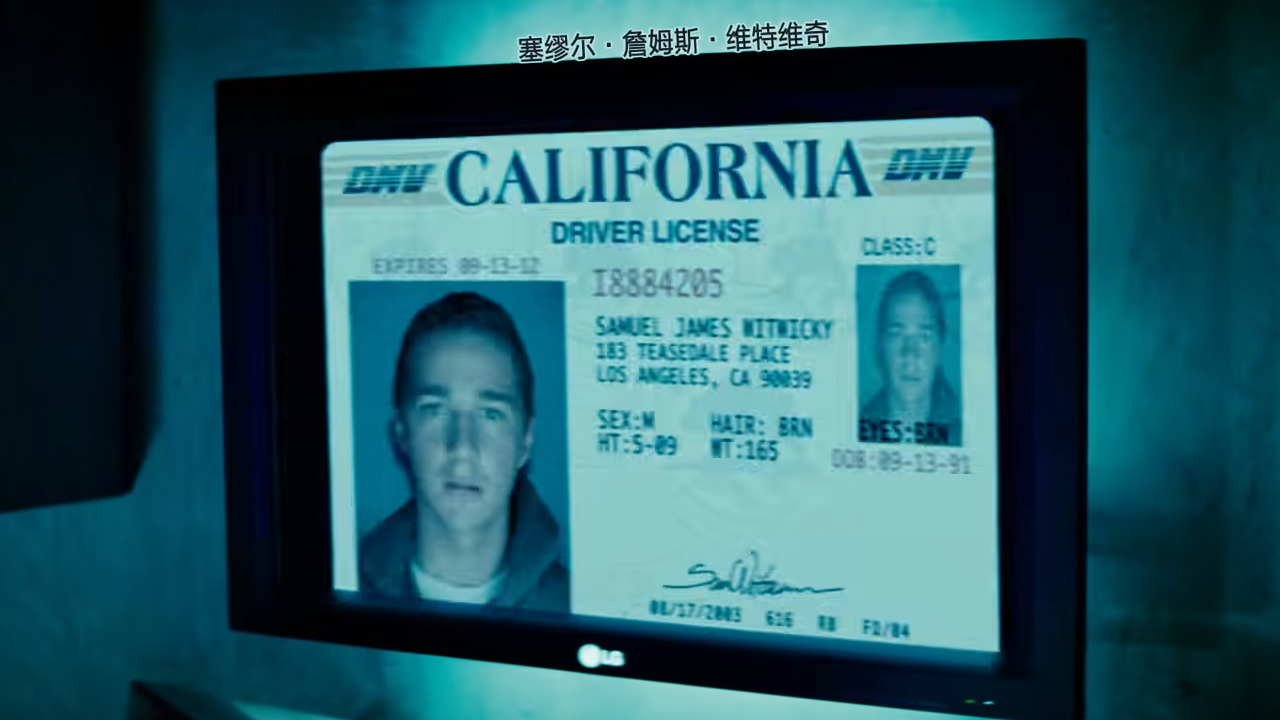 塞缪尔·詹姆斯·维特维奇
DMV CALIFORNIA DMV
DRIVER LICENSE
CLASS:C
EXPIRES 09-13-12
I8884205
SAMUEL JAMES WITWICKY
183 TEASEDALE PLACE
LOS ANGELES, CA 90039
SEX:M HAIR: BRN EYES:BRN
HT:5-09 WT:165
DOB:09-13-91
08/17/2003 616 RB FD/04
LG